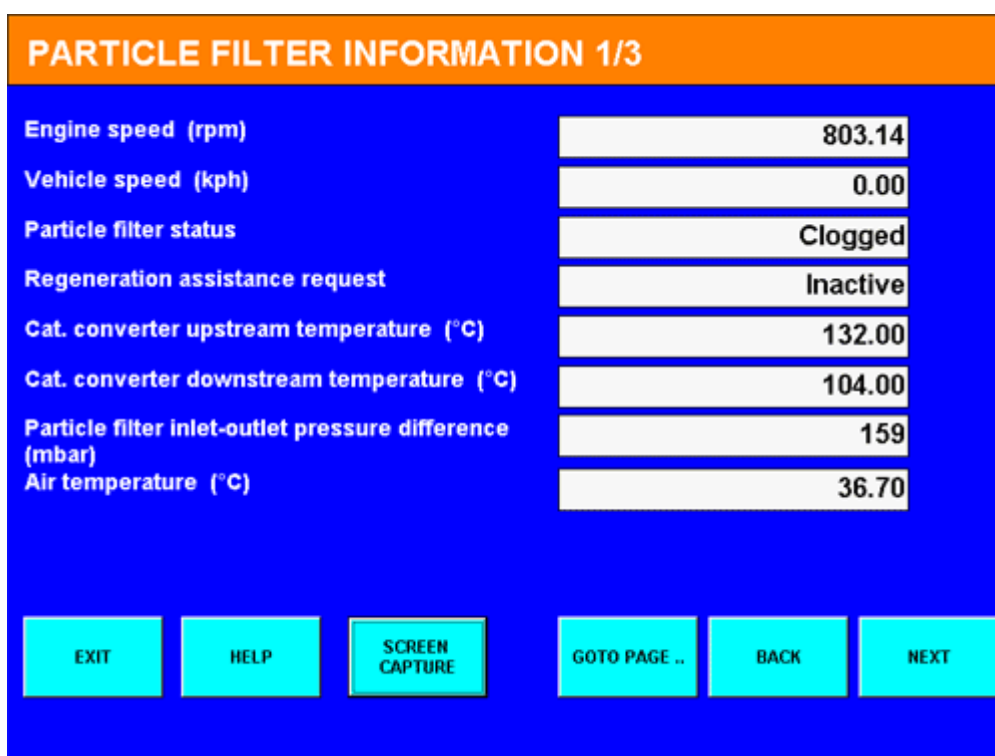 PARTICLE FILTER INFORMATION 1/3
Engine speed (rpm) 803.14
Vehicle speed (kph) 0.00
Particle filter status Clogged
Regeneration assistance request Inactive
Cat. converter upstream temperature (°C) 132.00
Cat. converter downstream temperature (°C) 104.00
Particle filter inlet-outlet pressure difference 159
(mbar)
Air temperature (°C) 36.70
EXIT HELP SCREEN CAPTURE GOTO PAGE .. BACK NEXT